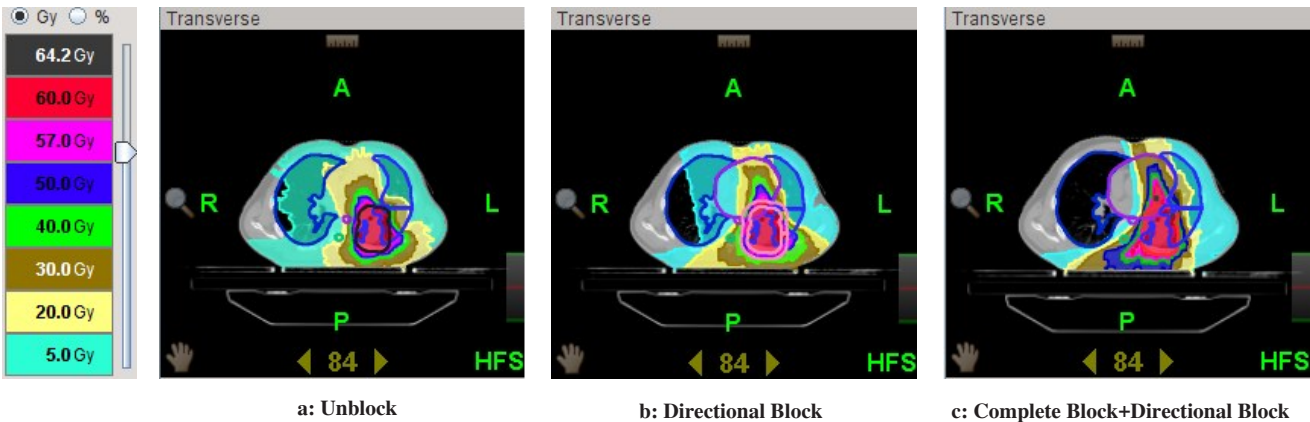 Gy %
64.2 Gy
60.0 Gy
57.0 Gy
50.0 Gy
40.0 Gy
30.0 Gy
20.0 Gy
5.0 Gy
Transverse
A
R
L
P
84
HFS
a: Unblock
Transverse
A
R
L
P
84
HFS
b: Directional Block
Transverse
A
R
L
P
84
HFS
c: Complete Block+Directional Block